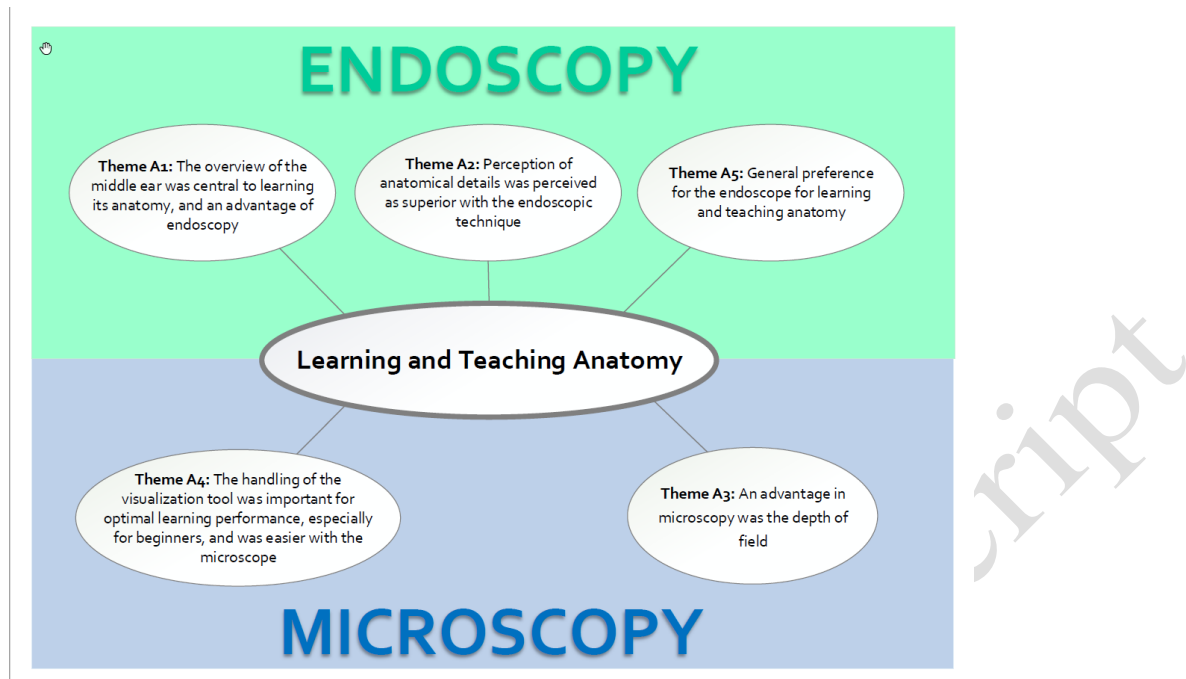 ENDOSCOPY
Theme A1: The overview of the
middle ear was central to learning
its anatomy, and an advantage of
endoscopy
Theme A2: Perception of
anatomical details was perceived
as superior with the endoscopic
technique
Theme A5: General preference
for the endoscope for learning
and teaching anatomy
Learning and Teaching Anatomy
Theme A4: The handling of the
visualization tool was important for
optimal learning performance, especially
for beginners, and was easier with the
microscope
Theme A3: An advantage in
microscopy was the depth of
field
MICROSCOPY
cript